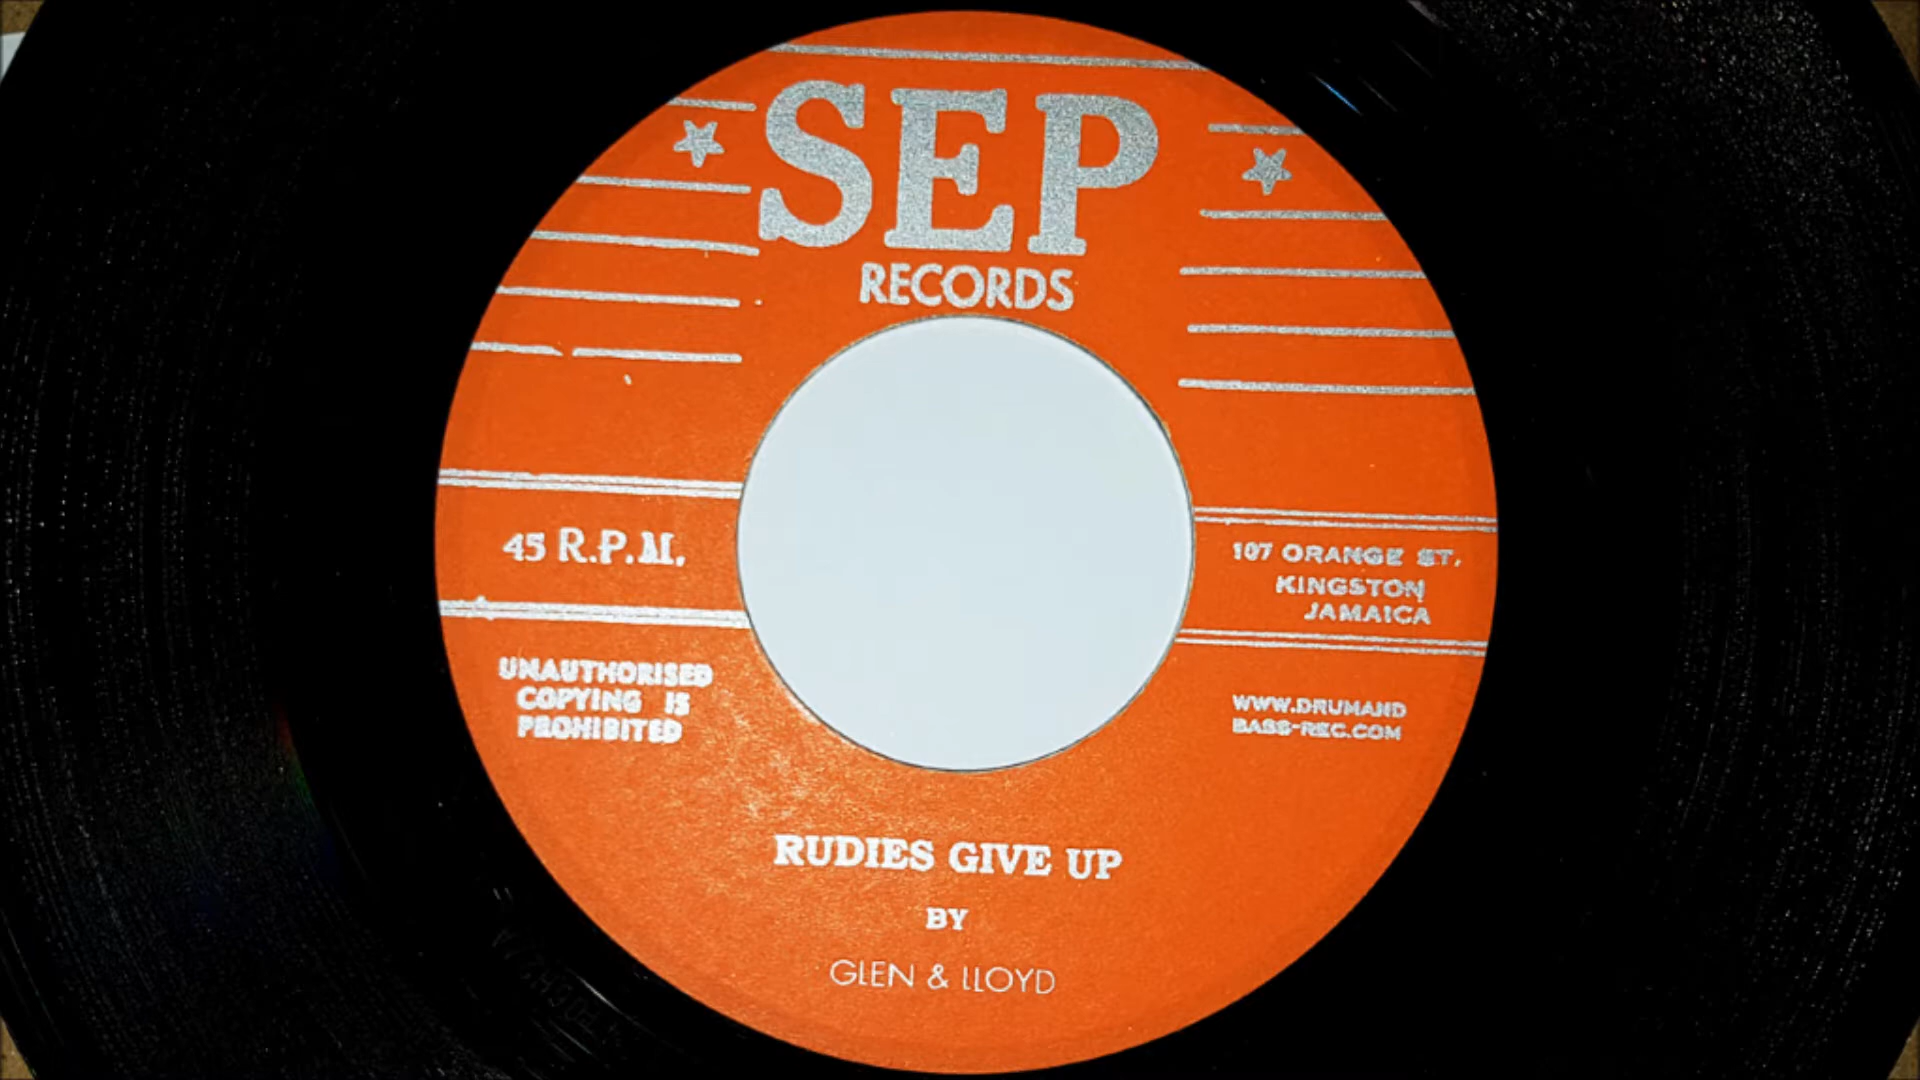 SEP
RECORDS
45 R.P.M.
107 ORANGE ST.
KINGSTON
JAMAICA
UNAUTHORISED
COPYING IS
PROHIBITED
WWW.DRUMAND
BASS-REC.COM
RUDIES GIVE UP
BY
GLEN & LLOYD